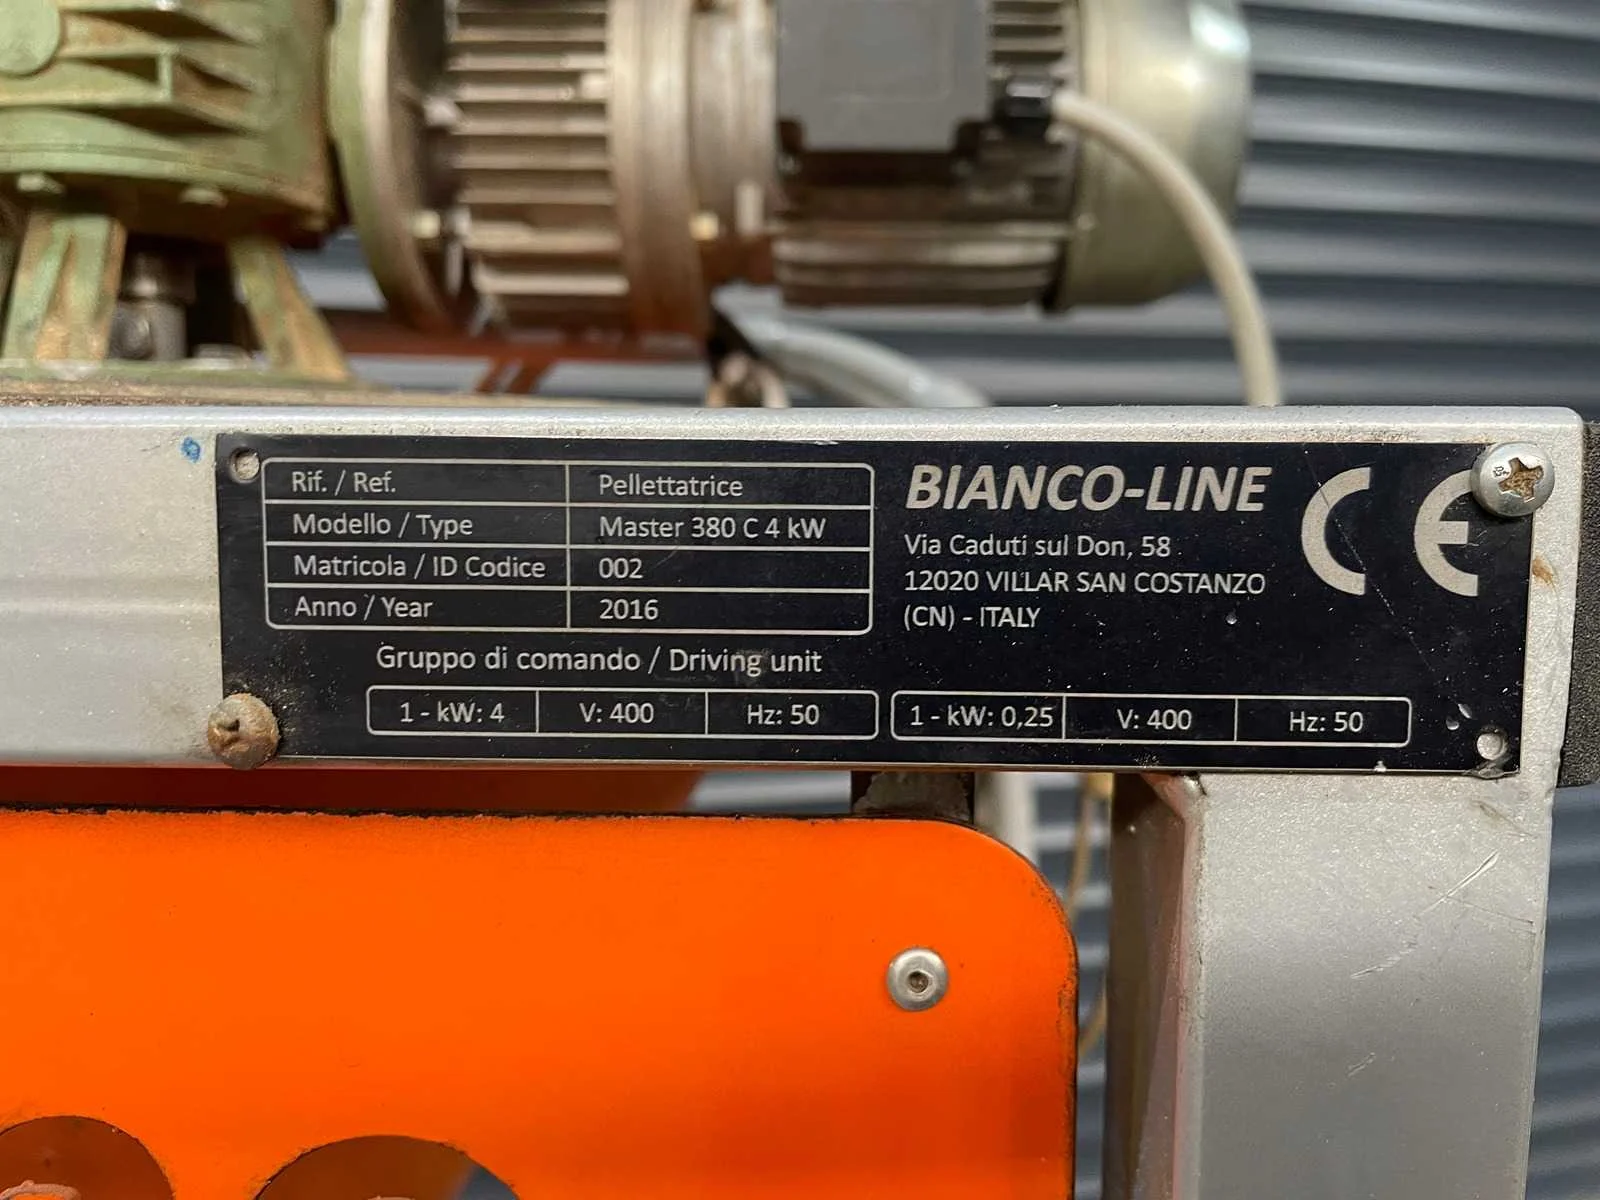 Rif. / Ref. Pellettatrice
Modello / Type Master 380 C 4 kW
Matricola / ID Codice 002
Anno / Year 2016
BIANCO-LINE
Via Caduti sul Don, 58
12020 VILLAR SAN COSTANZO
(CN) - ITALY
CE
Gruppo di comando / Driving unit
1 - kW: 4 V: 400 Hz: 50
1 - kW: 0,25 V: 400 Hz: 50